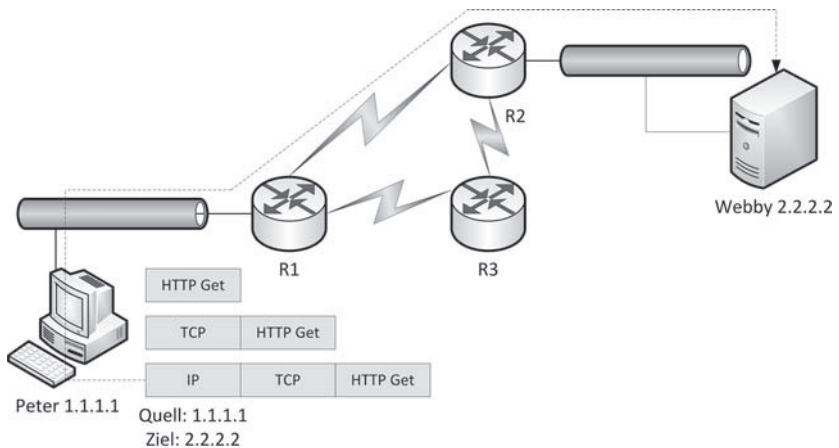 R2
Webby 2.2.2.2
R1
R3
HTTP Get
TCP HTTP Get
IP TCP HTTP Get
Peter 1.1.1.1
Quell: 1.1.1.1
Ziel: 2.2.2.2